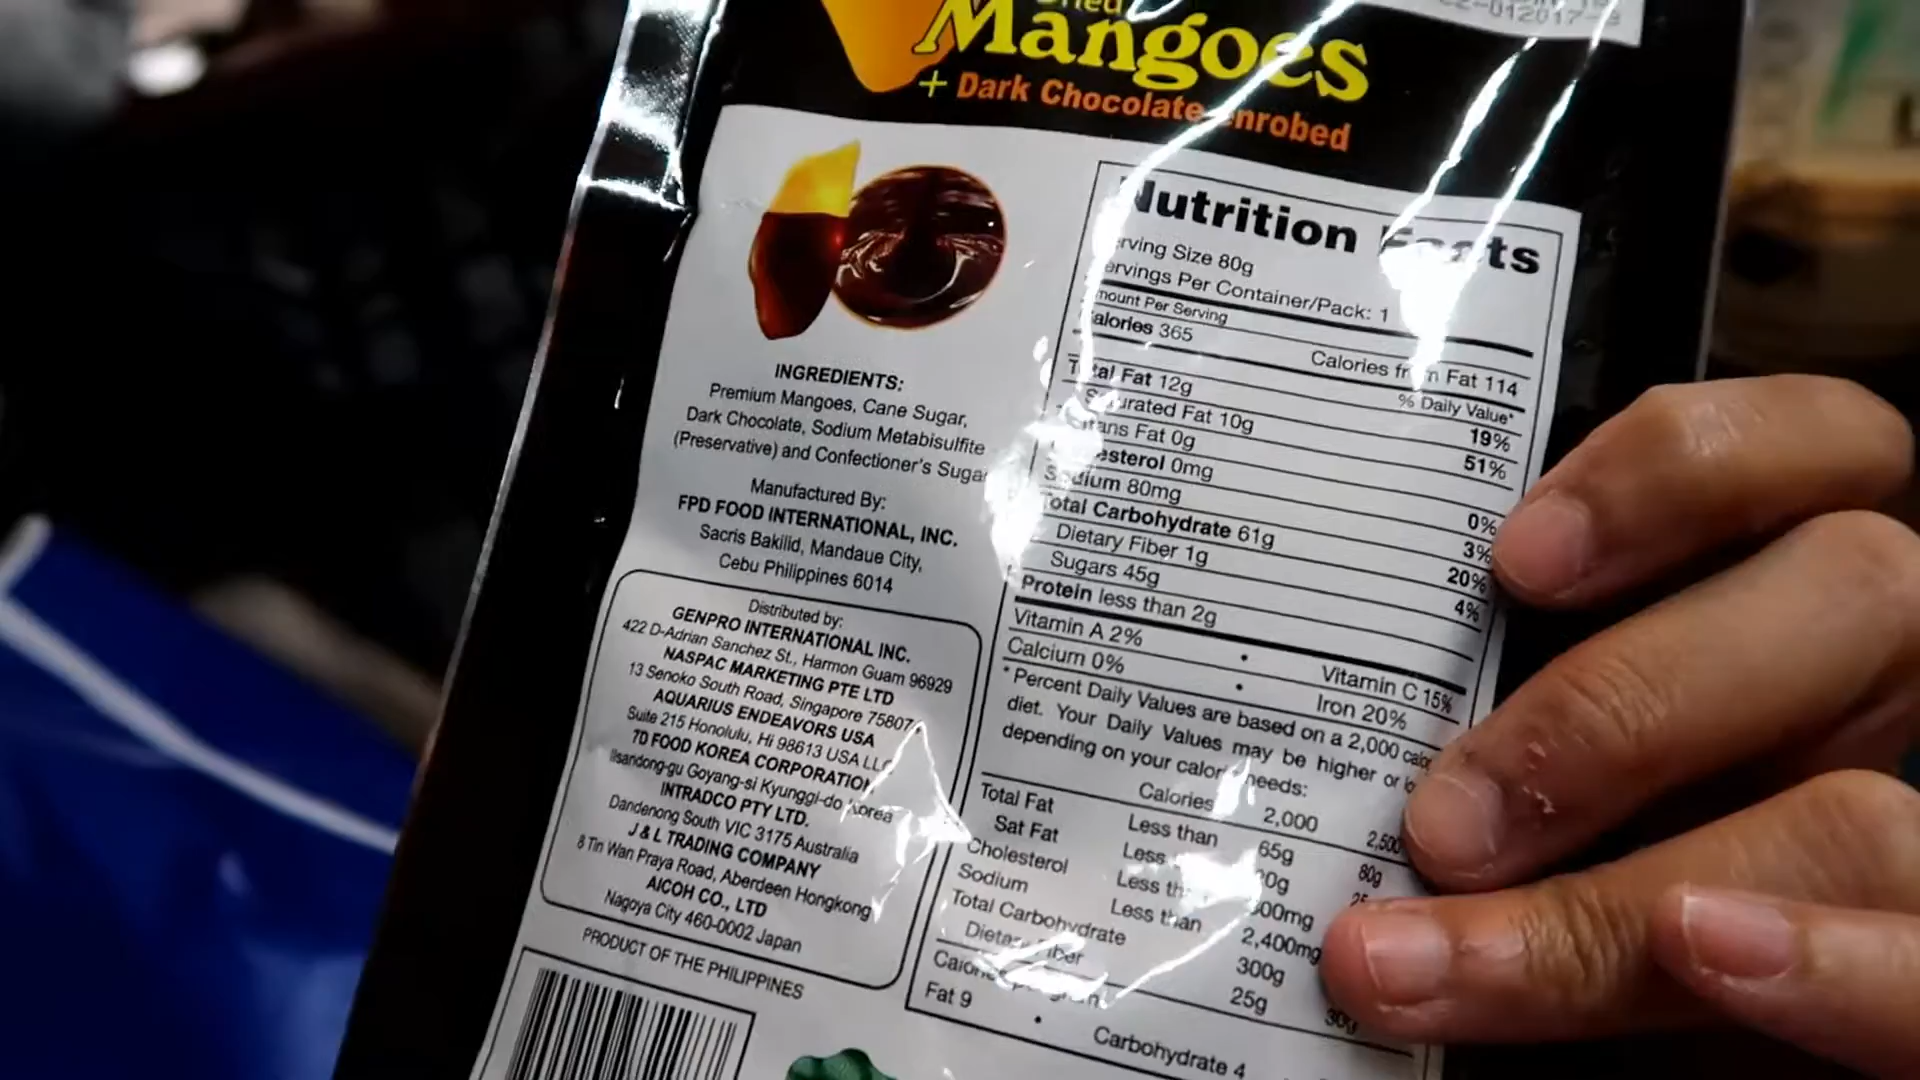 Mangoes
+ Dark Chocolate enrobed
INGREDIENTS:
Premium Mangoes, Cane Sugar,
Dark Chocolate, Sodium Metabisulfite
(Preservative) and Confectioner's Sugar
Manufactured By:
FPD FOOD INTERNATIONAL, INC.
Sacris Bakilid, Mandaue City,
Cebu Philippines 6014
Distributed by:
GENPRO INTERNATIONAL INC.
422 D-Adrian Sanchez St., Harmon Guam 96929
NASPAC MARKETING PTE LTD
13 Senoko South Road, Singapore 75807
AQUARIUS ENDEAVORS USA
Suite 215 Honolulu, Hi 98613 USA LLC
7D FOOD KOREA CORPORATION
Ilsandong-gu Goyang-si Kyunggi-do Korea
INTRADCO PTY LTD.
Dandenong South VIC 3175 Australia
J & L TRADING COMPANY
8 Tin Wan Praya Road, Aberdeen Hongkong
AICOH CO., LTD
Nagoya City 460-0002 Japan
PRODUCT OF THE PHILIPPINES
Nutrition Facts
Serving Size 80g
Servings Per Container/Pack: 1
Amount Per Serving
Calories 365 Calories from Fat 114
% Daily Value*
Total Fat 12g 19%
Saturated Fat 10g 51%
Trans Fat 0g
Cholesterol 0mg 0%
Sodium 80mg 3%
Total Carbohydrate 61g 20%
Dietary Fiber 1g 4%
Sugars 45g
Protein less than 2g
Vitamin A 2% • Vitamin C 15%
Calcium 0% • Iron 20%
* Percent Daily Values are based on a 2,000
diet. Your Daily Values may be higher or
depending on your calorie needs:
Calories 2,000 2,500
Total Fat Less than 65g 80g
Sat Fat Less
Cholesterol Less than
Sodium Less than 2,400mg
Total Carbohydrate 300g
Dietary Fiber 25g 30g
Calories per gram
Fat 9 • Carbohydrate 4